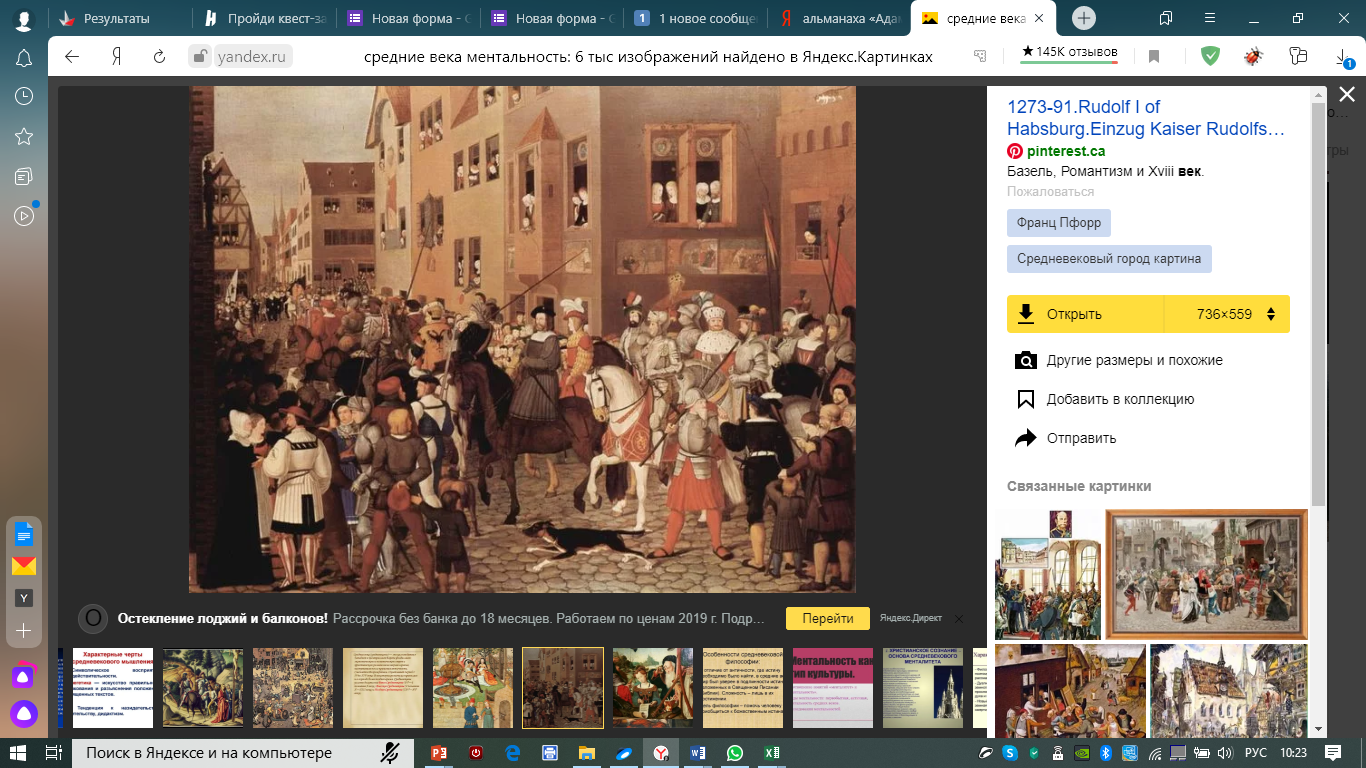 Результаты
Пройди квест-за
Новая форма - G
Новая форма - G
1 новое сообще
альманаха «Ада
средние века
yandex.ru
средние века ментальность: 6 тыс изображений найдено в Яндекс.Картинках
★ 145K отзывов
1
1273-91.Rudolf I of
Habsburg.Einzug Kaiser Rudolfs…
pinterest.ca
Базель, Романтизм и Xviii век.
Пожаловаться
Франц Пфорр
Средневековый город картина
Открыть
736×559
Другие размеры и похожие
Добавить в коллекцию
Отправить
Связанные картинки
О
Остекление лоджий и балконов! Рассрочка без банка до 18 месяцев. Работаем по ценам 2019 г. Подр…
Перейти
Яндекс.Директ
Характерные черты
средневекового мышления
Особенности средневековой
философии:
Ментальность как
тип культуры.
ХРИСТИАНСКОЕ СОЗНАНИЕ
ОСНОВА СРЕДНЕВЕКОВОГО
МЕНТАЛИТЕТА
Поиск в Яндексе и на компьютере
РУС
10:23